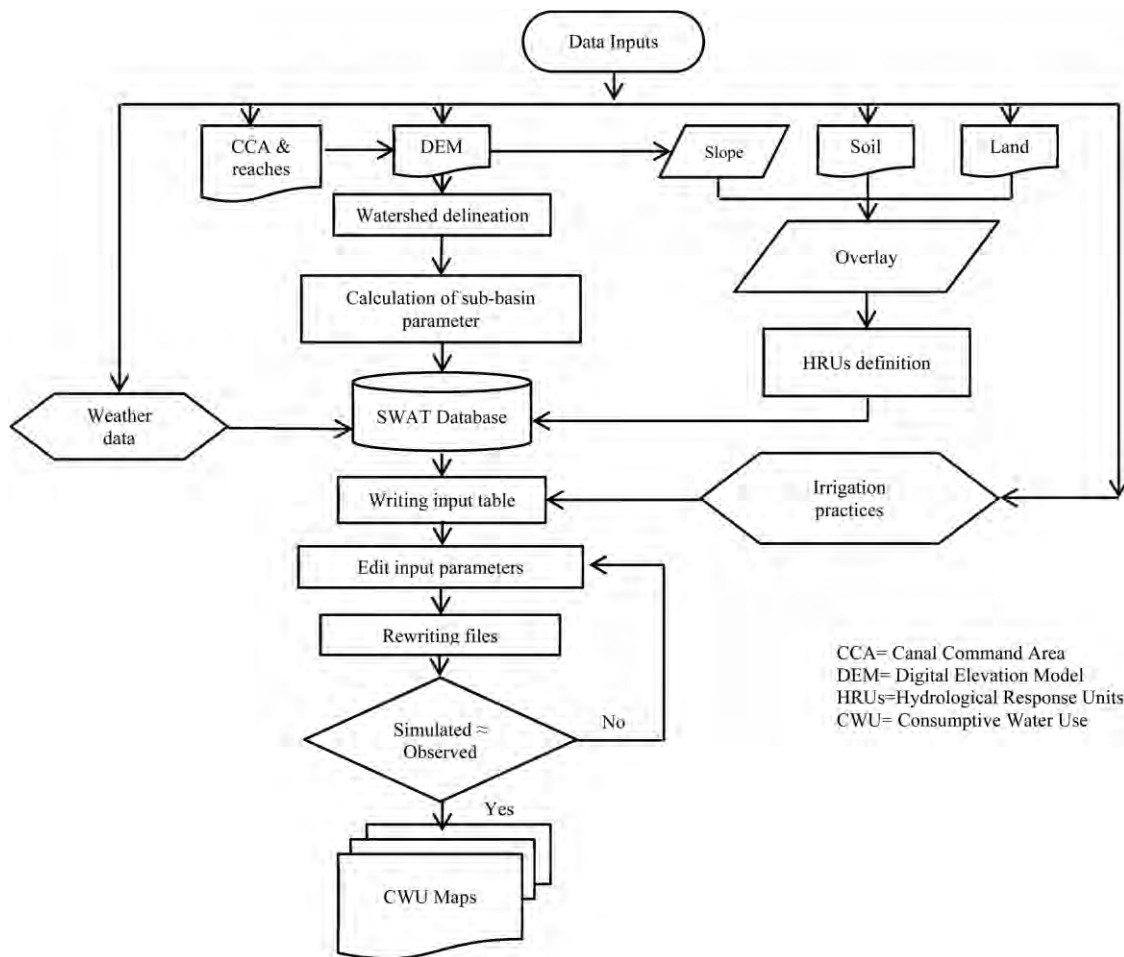 Data Inputs
CCA &
reaches
DEM
Slope
Soil
Land
Watershed delineation
Overlay
Calculation of sub-basin
parameter
HRUs definition
Weather
data
SWAT Database
Writing input table
Irrigation
practices
Edit input parameters
Rewriting files
CCA= Canal Command Area
DEM= Digital Elevation Model
HRUs=Hydrological Response Units
CWU= Consumptive Water Use
Simulated ≈
Observed
No
Yes
CWU Maps